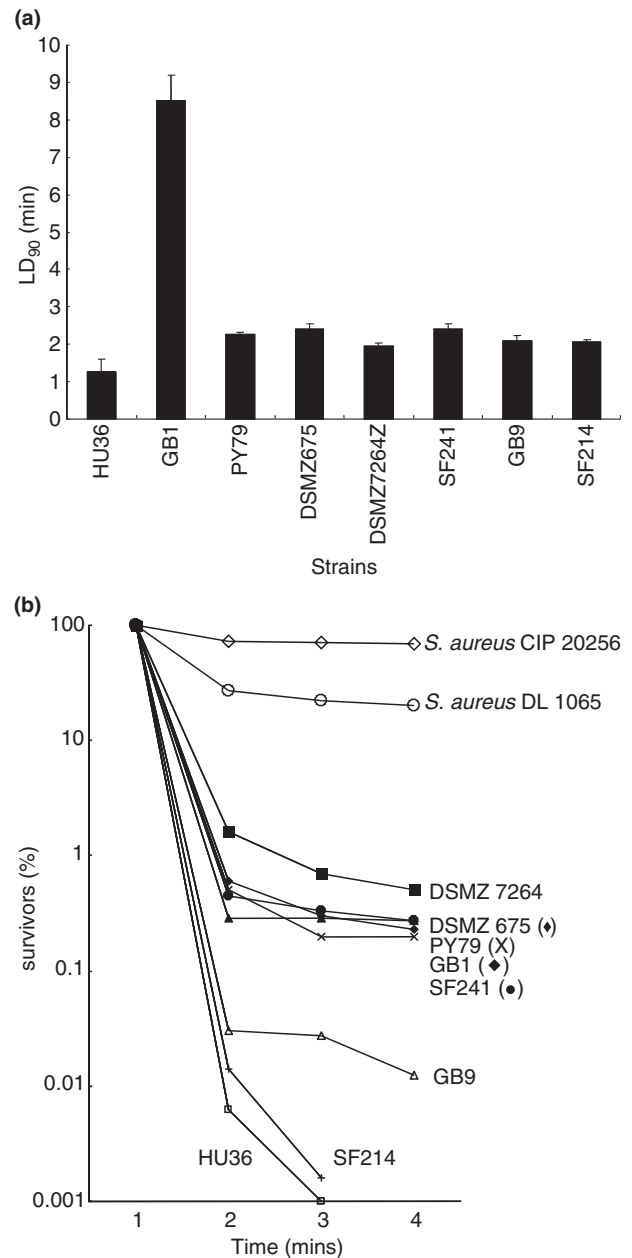 (a)
10
9
8
7
6
5
4
3
2
1
0
LD90 (min)
HU36
GB1
PY79
DSMZ675
DSMZ7264Z
SF241
GB9
SF214
Strains
(b)
100
10
1
0.1
0.01
0.001
survivors (%)
S. aureus CIP 20256
S. aureus DL 1065
DSMZ 7264
DSMZ 675 (♦)
PY79 (X)
GB1 (◆)
SF241 (●)
GB9
HU36
SF214
1 2 3 4
Time (mins)